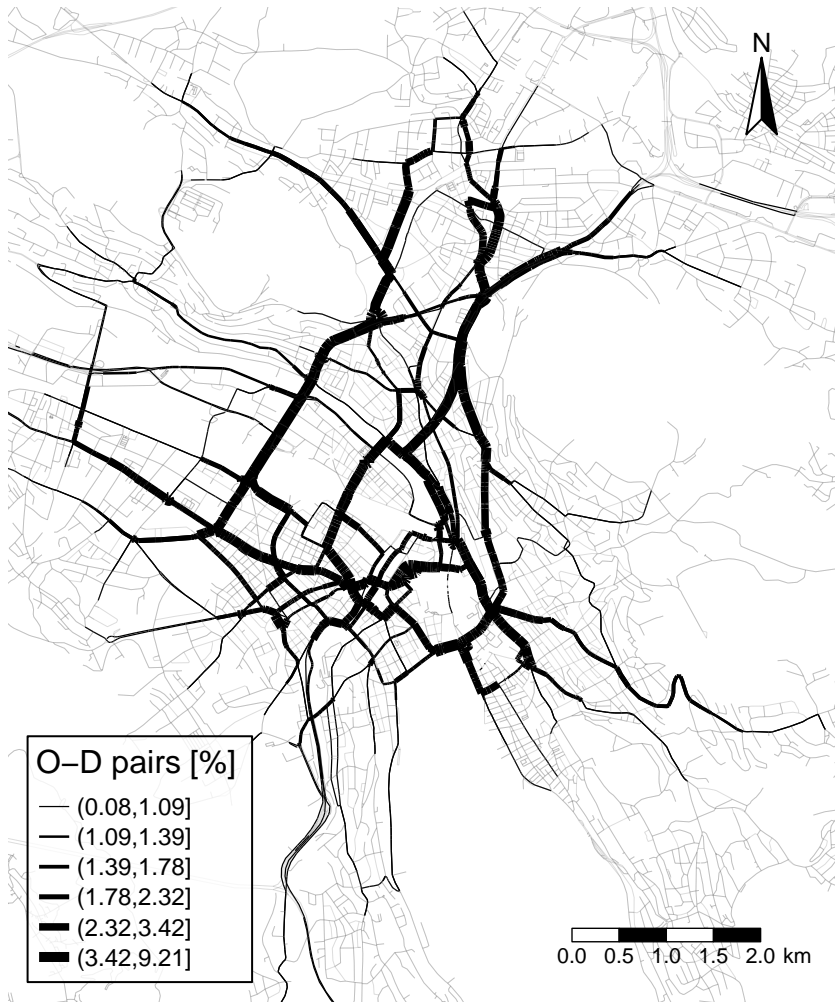 N
O–D pairs [%]
(0.08,1.09]
(1.09,1.39]
(1.39,1.78]
(1.78,2.32]
(2.32,3.42]
(3.42,9.21]
0.0 0.5 1.0 1.5 2.0 km